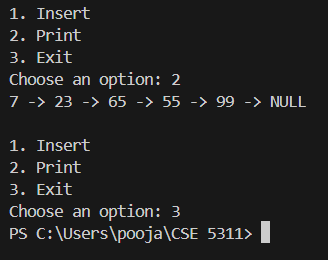 1. Insert
2. Print
3. Exit
Choose an option: 2
7 -> 23 -> 65 -> 55 -> 99 -> NULL
1. Insert
2. Print
3. Exit
Choose an option: 3
PS C:\Users\pooja\CSE 5311>